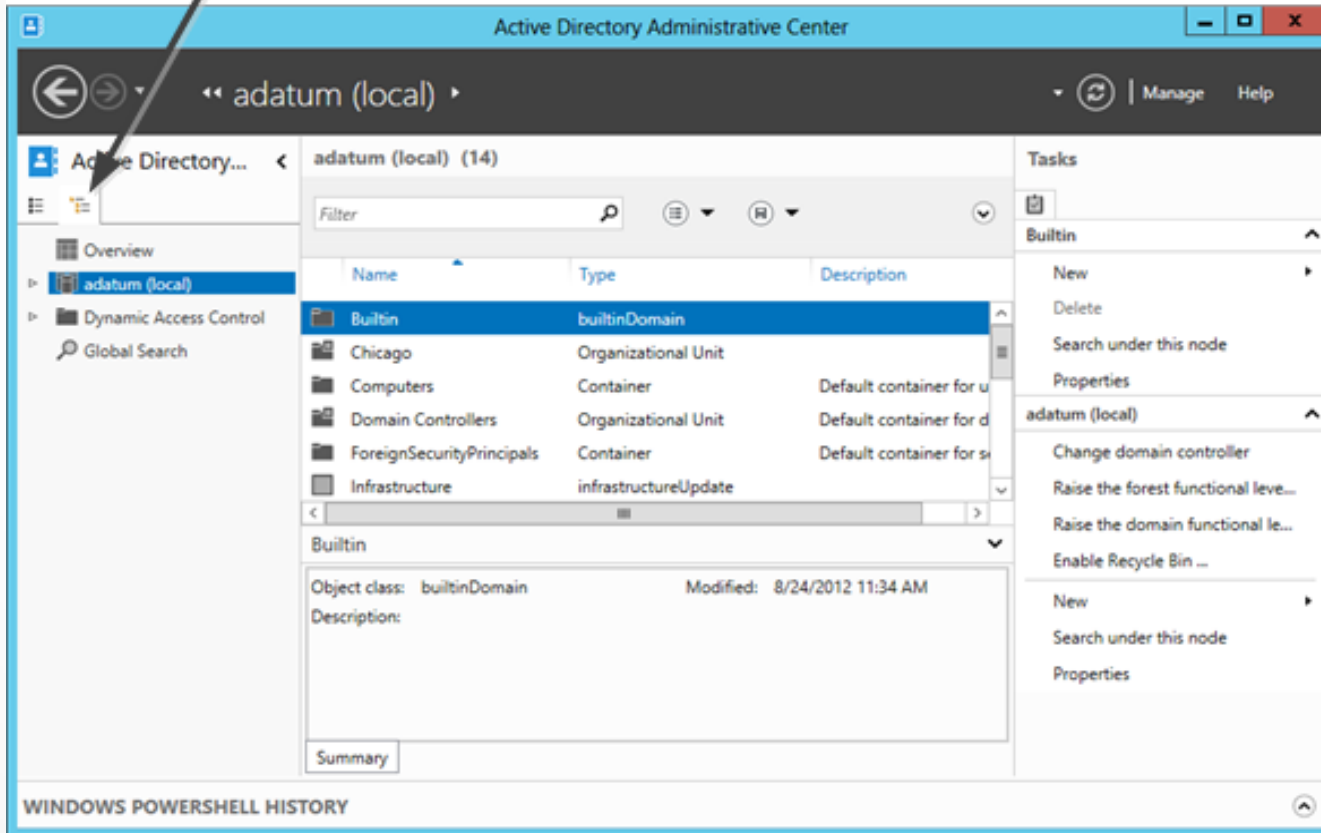 Active Directory Administrative Center
adatum (local)
Manage
Help
Active Directory...
Overview
adatum (local)
Dynamic Access Control
Global Search
adatum (local) (14)
Filter
Name Type Description
Builtin builtinDomain
Chicago Organizational Unit
Computers Container Default container for u
Domain Controllers Organizational Unit Default container for d
ForeignSecurityPrincipals Container Default container for s
Infrastructure infrastructureUpdate
Builtin
Object class: builtinDomain Modified: 8/24/2012 11:34 AM
Description:
Summary
Tasks
Builtin
New
Delete
Search under this node
Properties
adatum (local)
Change domain controller
Raise the forest functional leve...
Raise the domain functional le...
Enable Recycle Bin ...
New
Search under this node
Properties
WINDOWS POWERSHELL HISTORY